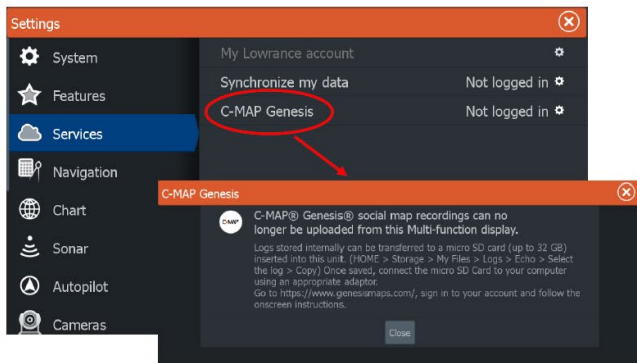 Settings
System
Features
Services
Navigation
Chart
Sonar
Autopilot
Cameras
My Lowrance account
Synchronize my data Not logged in
C-MAP Genesis Not logged in
C-MAP Genesis
C-MAP
C-MAP® Genesis® social map recordings can no
longer be uploaded from this Multi-function display.
Logs stored internally can be transferred to a micro SD card (up to 32 GB)
inserted into this unit. (HOME > Storage > My Files > Logs > Echo > Select
the log > Copy) Once saved, connect the micro SD Card to your computer
using an appropriate adaptor.
Go to https://www.genesismaps.com/, sign in to your account and follow the
onscreen instructions.
Close